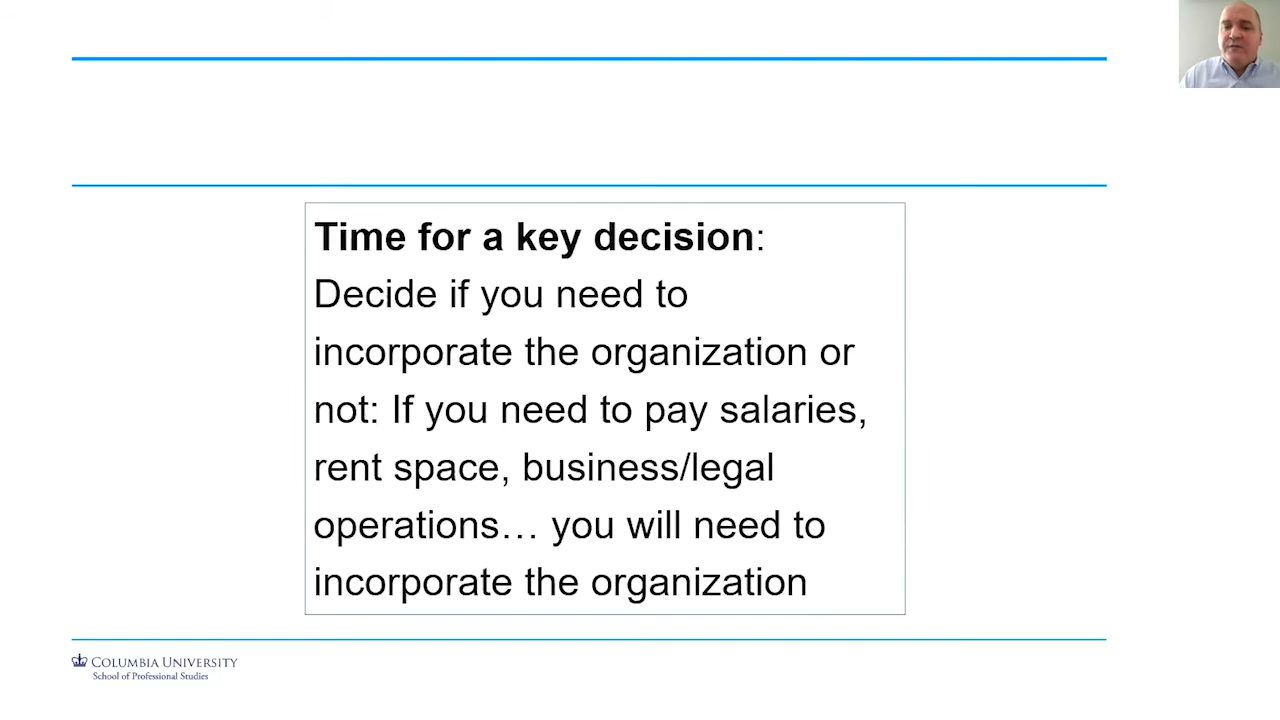 Time for a key decision:
Decide if you need to
incorporate the organization or
not: If you need to pay salaries,
rent space, business/legal
operations… you will need to
incorporate the organization
COLUMBIA UNIVERSITY
School of Professional Studies